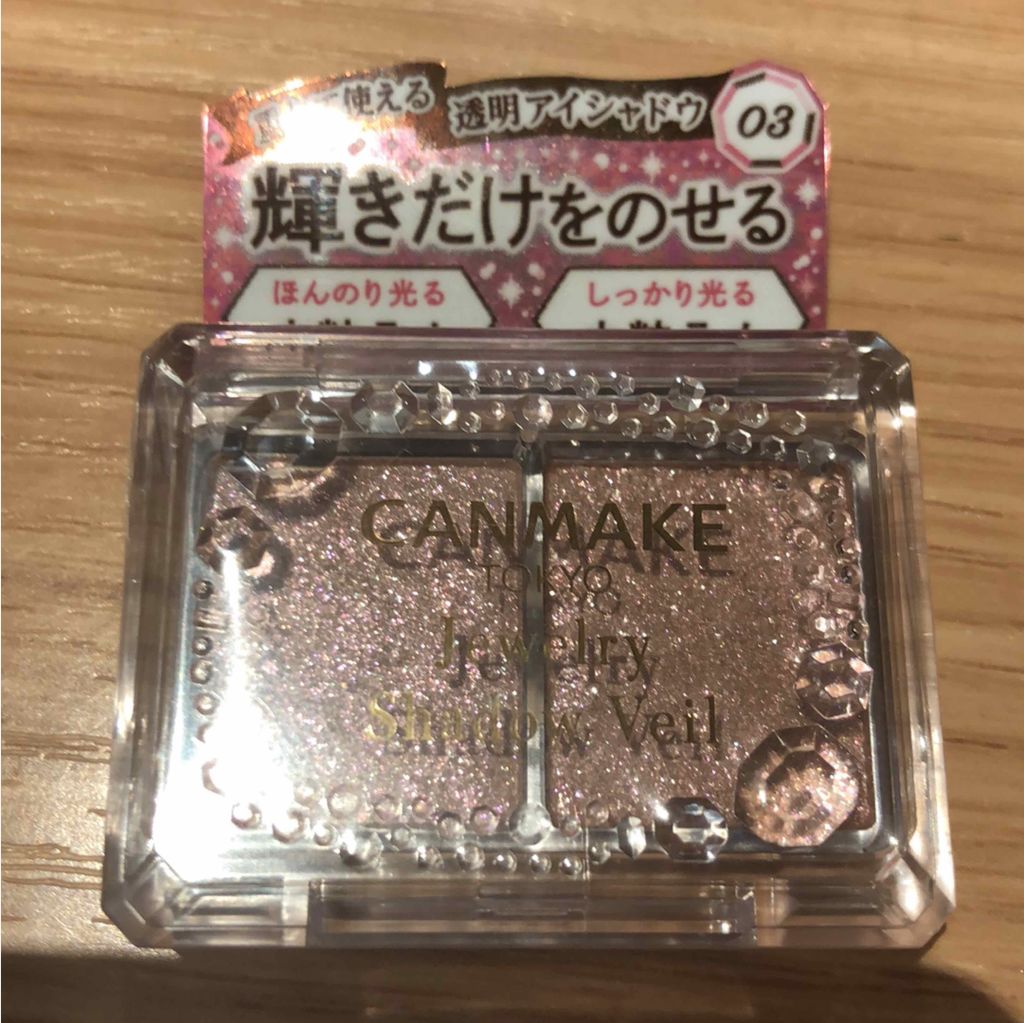 使える
透明アイシャドウ
03
輝きだけをのせる
ほんのり光る
しっかり光る
CANMAKE
TOKYO
Jewelry
Shadow Veil